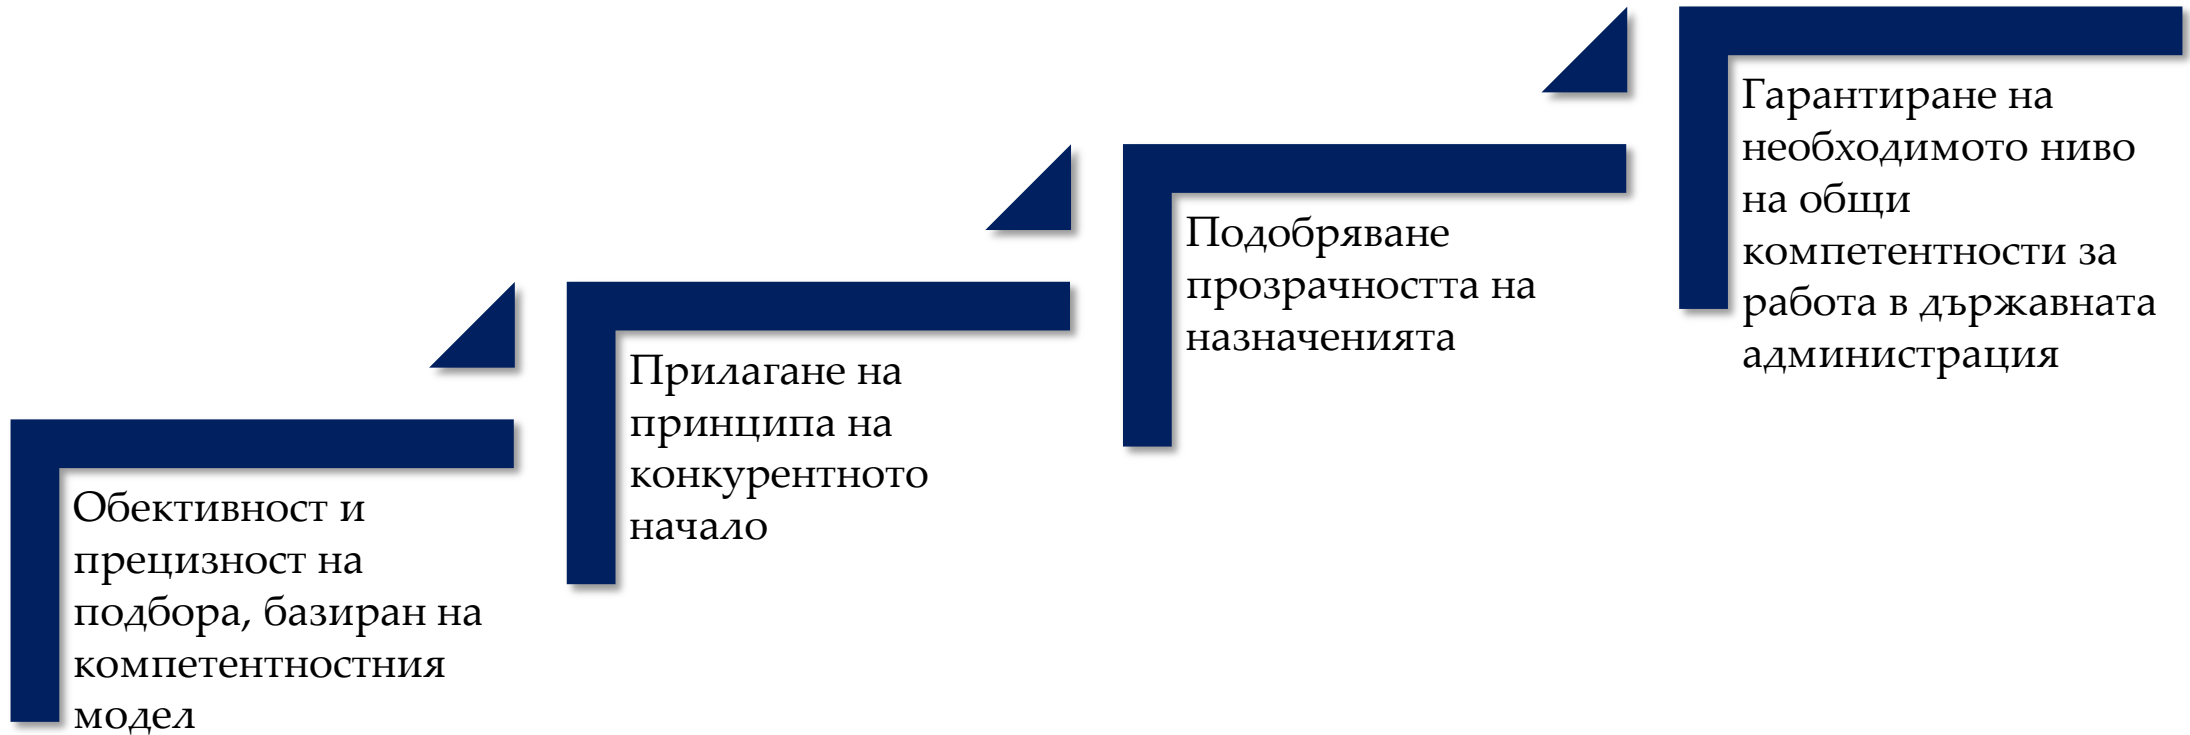 Обективност и
прецизност на
подбора, базиран на
компетентностния
модел
Прилагане на
принципа на
конкурентното
начало
Подобряване
прозрачността на
назначенията
Гарантиране на
необходимото ниво
на общи
компетентности за
работа в държавната
администрация